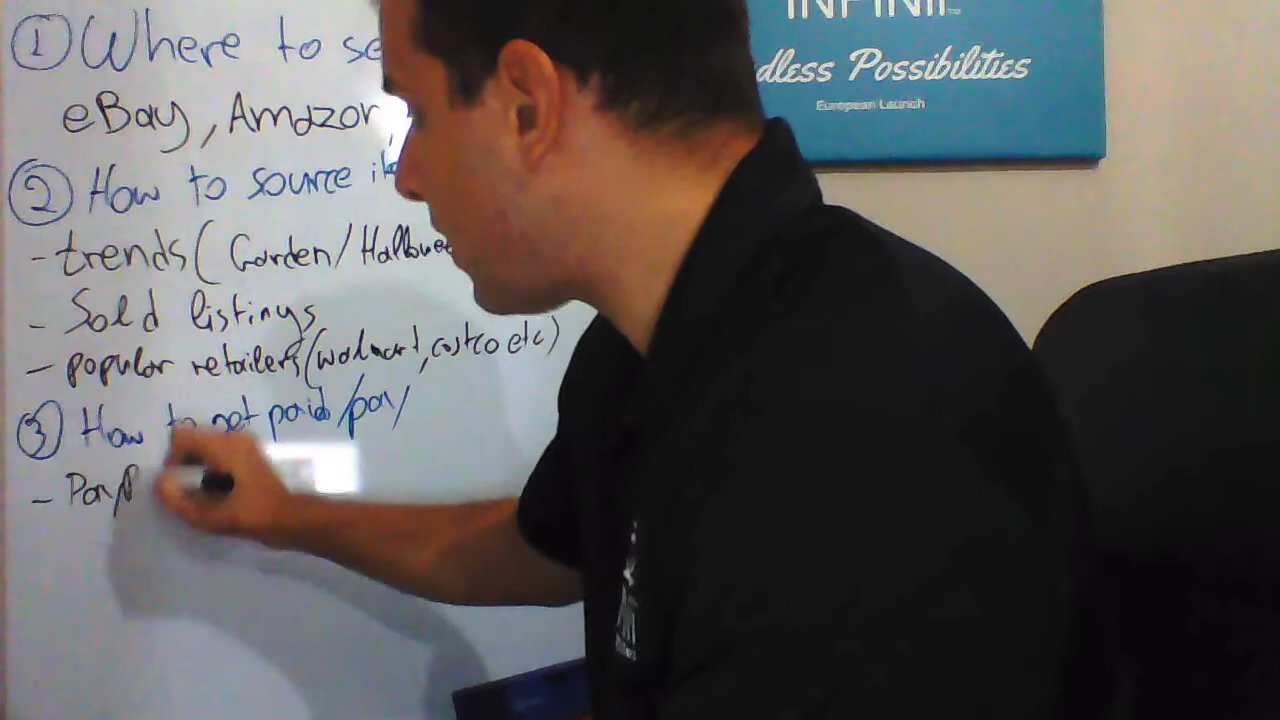 ① Where to se
eBay, Amazon,
② How to source it
- trends (Garden/Hallowe
- Sold listings
- popular retailers (walmart, costco etc)
③ How to get paid/pay
- PayP
INFINII™
dless Possibilities
European Launch